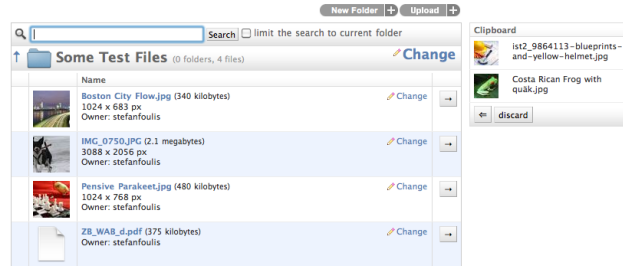 New Folder + Upload +
Search limit the search to current folder
↑ Some Test Files (0 folders, 4 files) Change
Name
Boston City Flow.jpg (340 kilobytes) Change →
1024 x 683 px
Owner: stefanfoulis
IMG_0750.JPG (2.1 megabytes) Change →
3088 x 2056 px
Owner: stefanfoulis
Pensive Parakeet.jpg (480 kilobytes) Change →
1024 x 768 px
Owner: stefanfoulis
ZB_WAB_d.pdf (375 kilobytes) Change →
Owner: stefanfoulis
Clipboard
ist2_9864113-blueprints-
and-yellow-helmet.jpg
Costa Rican Frog with
quäk.jpg
⇐ discard